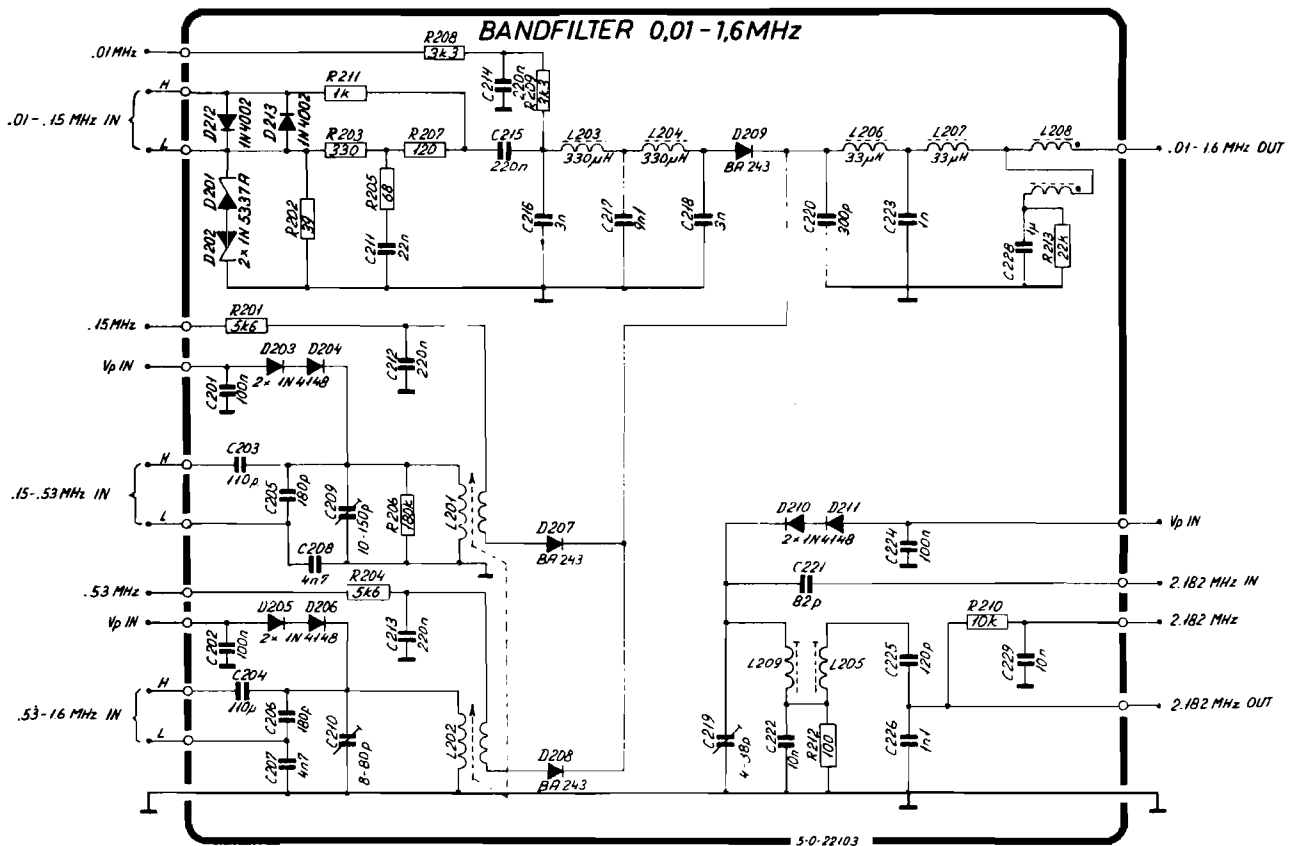 BANDFILTER 0,01-1,6MHz
.01MHz
R208
3k3
C214
220n
R209
3k3
H
R211
1k
.01-.15 MHz IN
D212
1N4002
D213
1N4002
L
R203
330
R207
120
C215
220n
L203
330µH
L204
330µH
D209
BA 243
L206
33µH
L207
33µH
L208
.01-1.6 MHz OUT
D201
D202
2×1N 5337A
R202
39
R205
68
C211
22n
C216
3n
C217
9n1
C218
3n
C220
300p
C223
1n
C228
1µ
R213
22k
.15MHz
R201
5k6
C212
220n
Vp IN
D203 D204
2× 1N4148
C201
100n
H
C203
110p
.15-.53 MHz IN
C205
180p
C209
10-150p
R206
180k
L201
L
C208
4n7
D207
BA 243
.53 MHz
R204
5k6
C213
220n
Vp IN
D205 D206
2× 1N4148
C202
100n
H
C204
110p
.53-1.6 MHz IN
C206
180p
C210
8-80p
L202
L
C207
4n7
D208
BA 243
D210 D211
2×1N4148
C224
100n
Vp IN
C221
82p
2.182 MHz IN
R210
10k
2.182 MHz
C229
10n
L209
L205
C225
120p
2.182 MHz OUT
C219
4-38p
C222
10n
R212
100
C226
1n1
5-0-22103